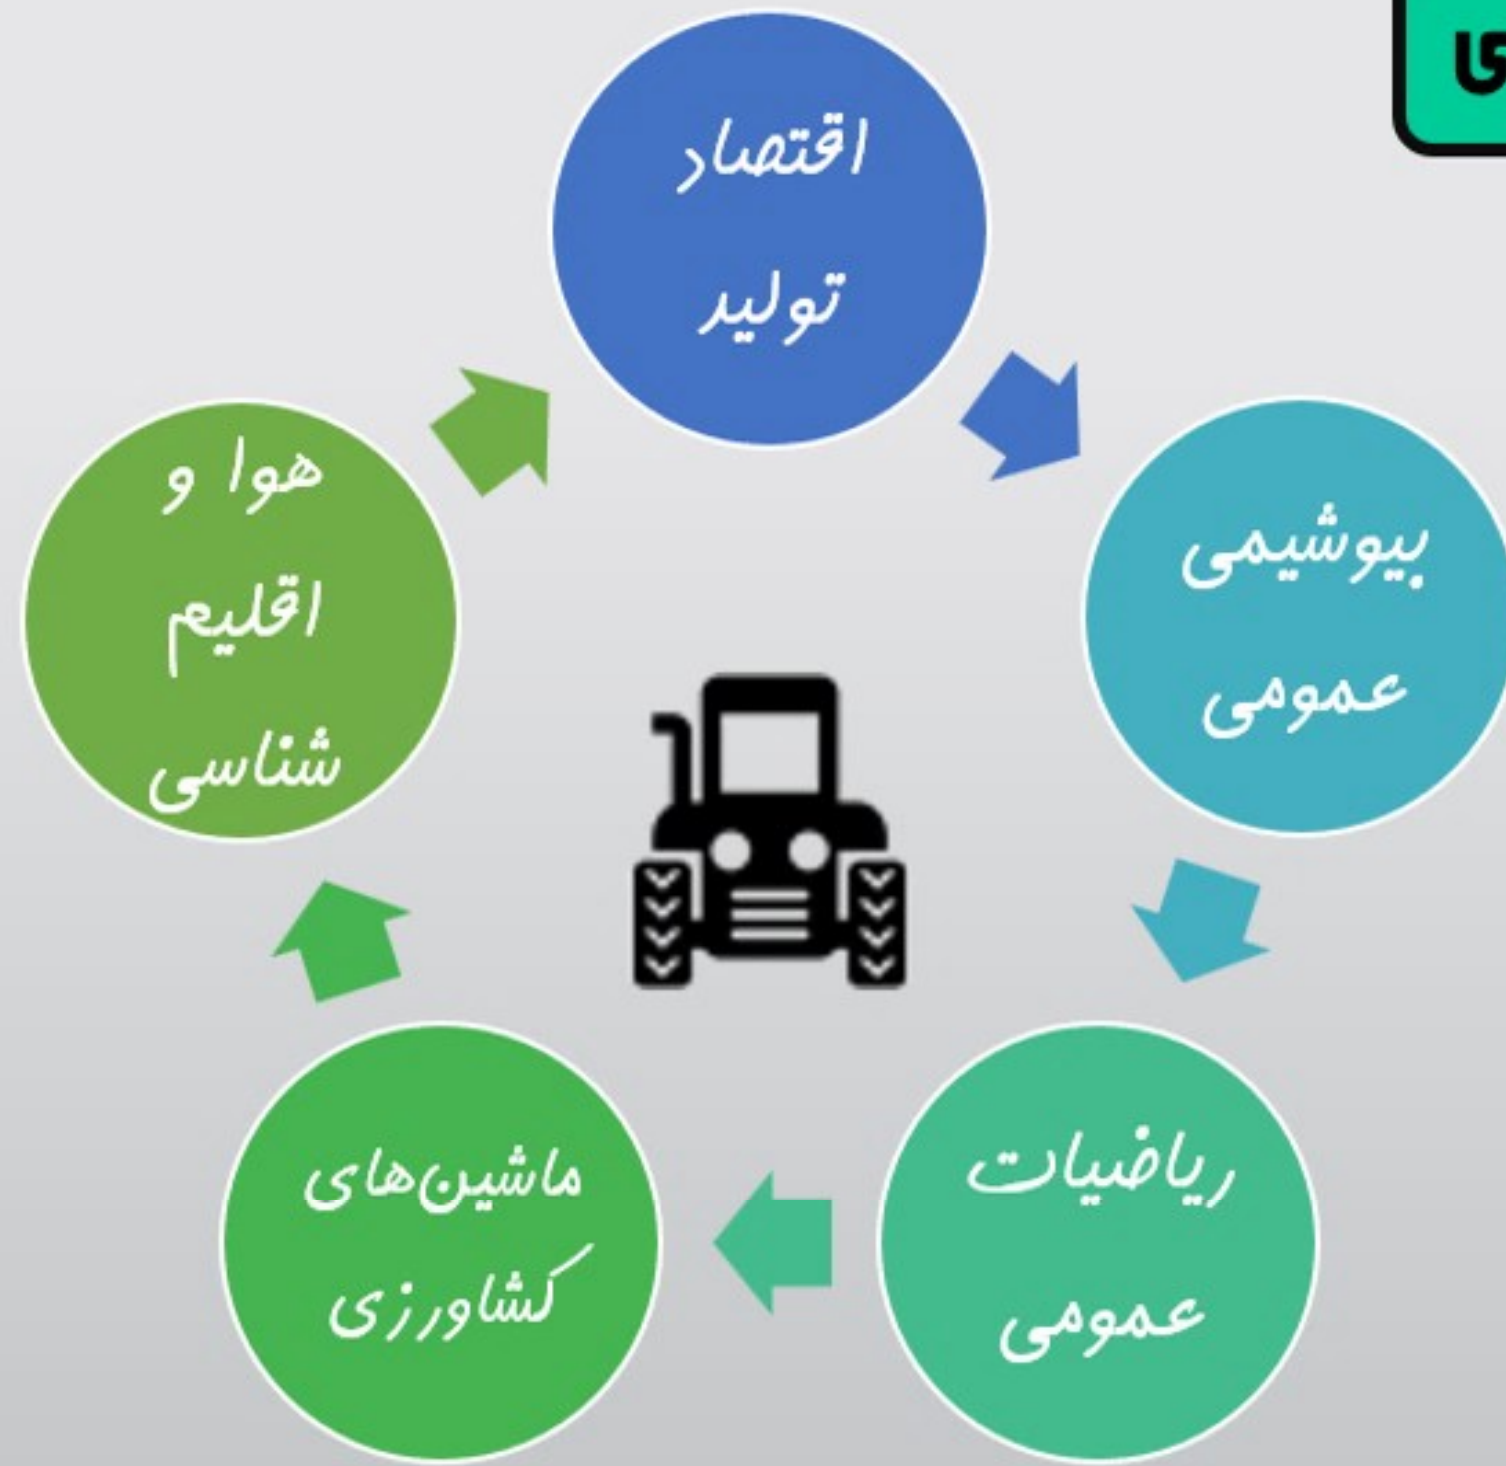 اقتصاد
تولید
بیوشیمی
عمومی
ریاضیات
عمومی
ماشین‌های
کشاورزی
هوا و
اقلیم
شناسی